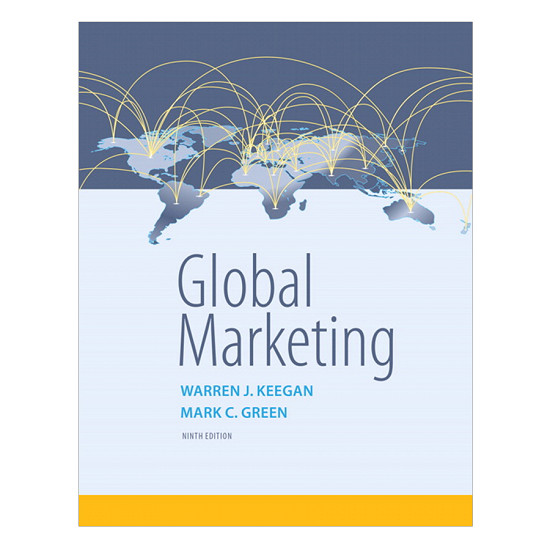 Global
Marketing
WARREN J. KEEGAN
MARK C. GREEN
NINTH EDITION